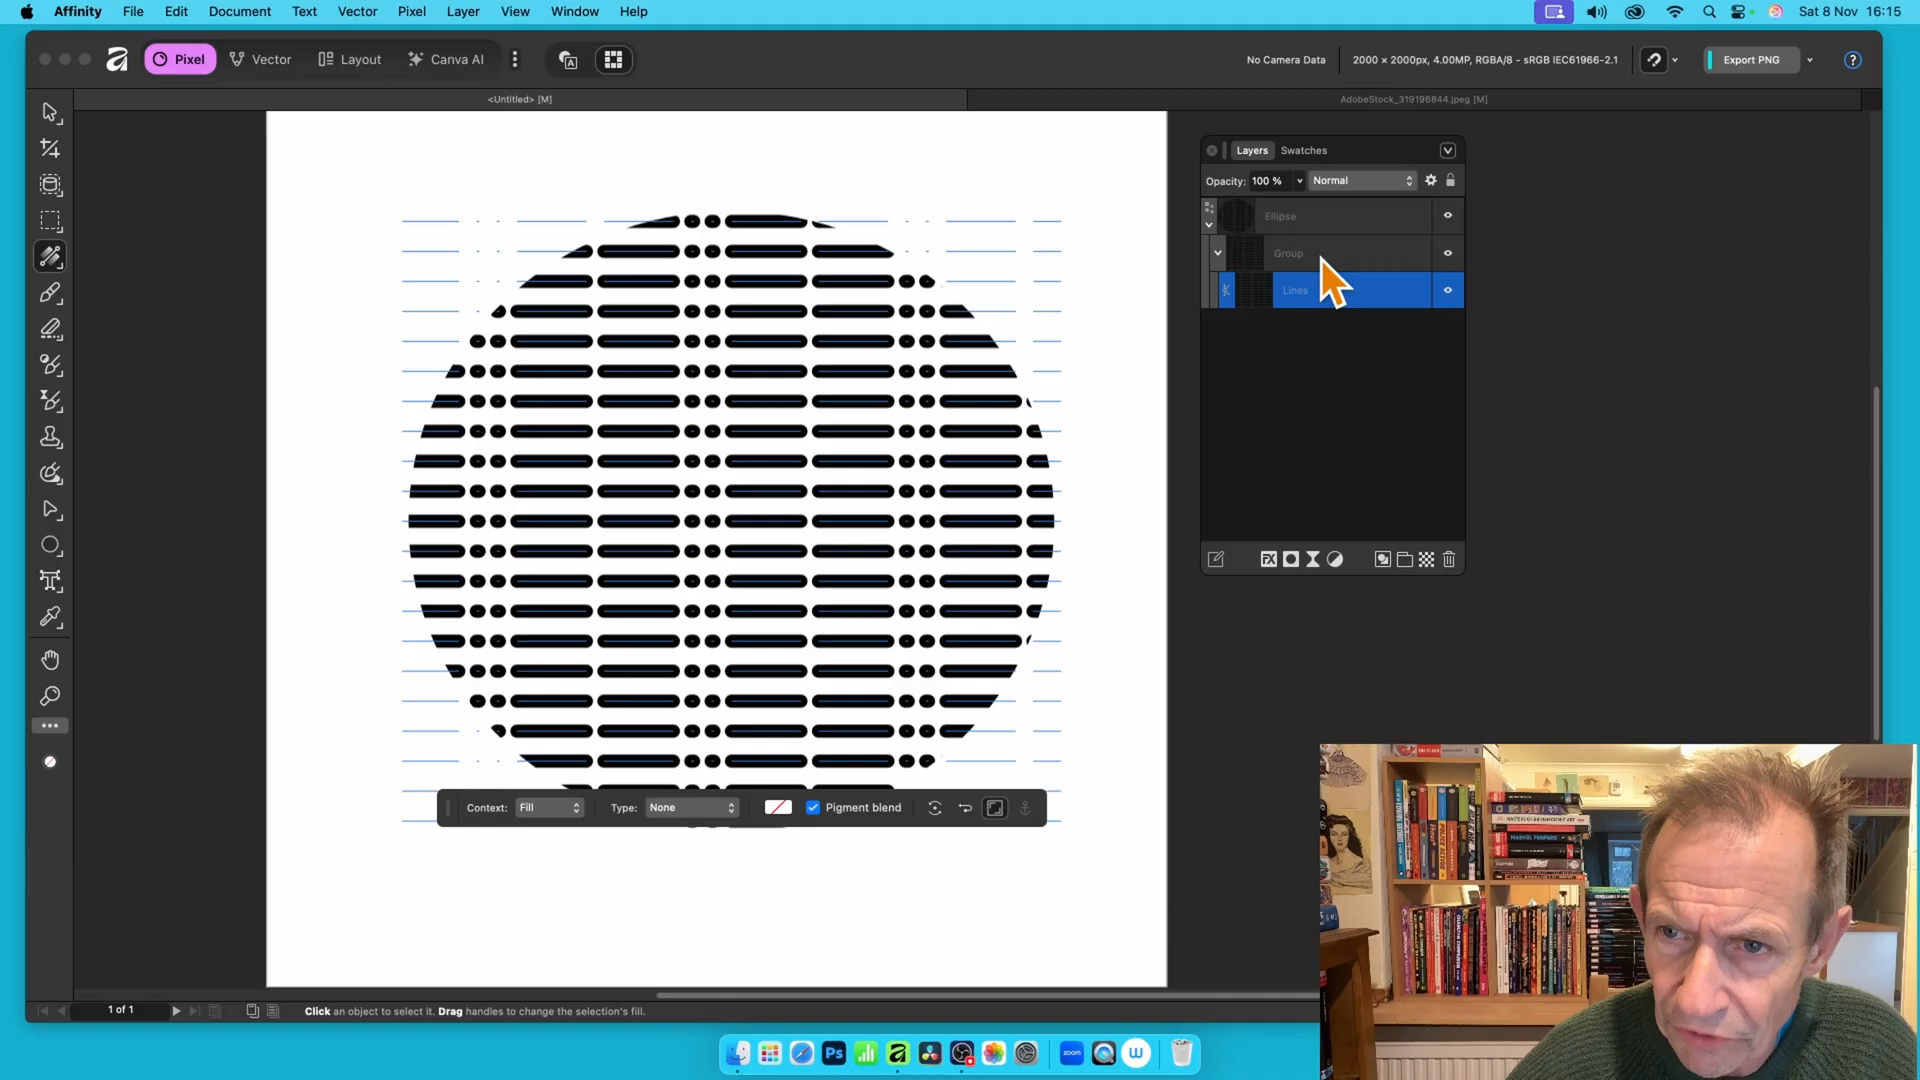 Affinity File Edit Document Text Vector Pixel Layer View Window Help Sat 8 Nov 16:15
Pixel Vector Layout Canva AI No Camera Data 2000 × 2000px, 4.00MP, RGBA/8 - sRGB IEC61966-2.1 Export PNG ?
<Untitled> [M] AdobeStock_319196844.jpeg [M]
Layers Swatches
Opacity: 100 % Normal
Ellipse
Group
Lines
FX
Context: Fill Type: None Pigment blend
1 of 1 Click an object to select it. Drag handles to change the selection's fill.
Ps zoom W